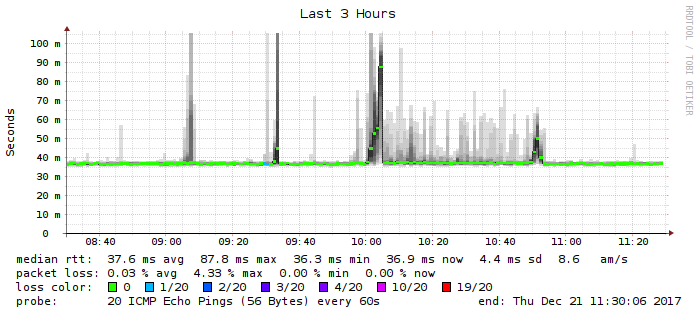 Last 3 Hours
RRDTOOL / TOBI OETIKER
Seconds
100 m
90 m
80 m
70 m
60 m
50 m
40 m
30 m
20 m
10 m
0
08:40 09:00 09:20 09:40 10:00 10:20 10:40 11:00 11:20
median rtt: 37.6 ms avg 87.8 ms max 36.3 ms min 36.9 ms now 4.4 ms sd 8.6 am/s
packet loss: 0.03 % avg 4.33 % max 0.00 % min 0.00 % now
loss color: 0 1/20 2/20 3/20 4/20 10/20 19/20
probe: 20 ICMP Echo Pings (56 Bytes) every 60s end: Thu Dec 21 11:30:06 2017